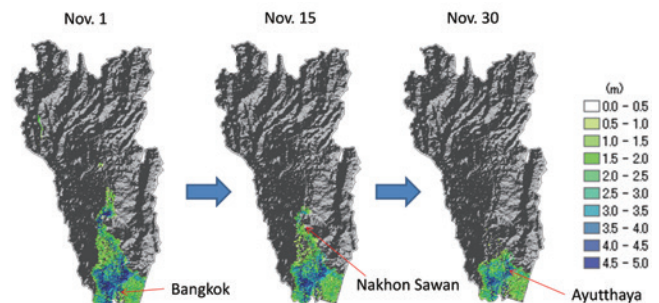 Nov. 1
Nov. 15
Nov. 30
(m)
0.0 - 0.5
0.5 - 1.0
1.0 - 1.5
1.5 - 2.0
2.0 - 2.5
2.5 - 3.0
3.0 - 3.5
3.5 - 4.0
4.0 - 4.5
4.5 - 5.0
Bangkok
Nakhon Sawan
Ayutthaya